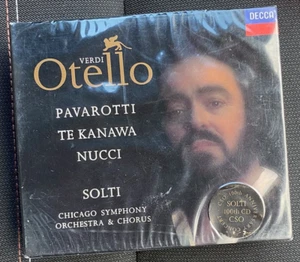 DECCA
VERDI
Otello
PAVAROTTI
TE KANAWA
NUCCI
SOLTI
CHICAGO SYMPHONY
ORCHESTRA & CHORUS
SOLTI
CSO